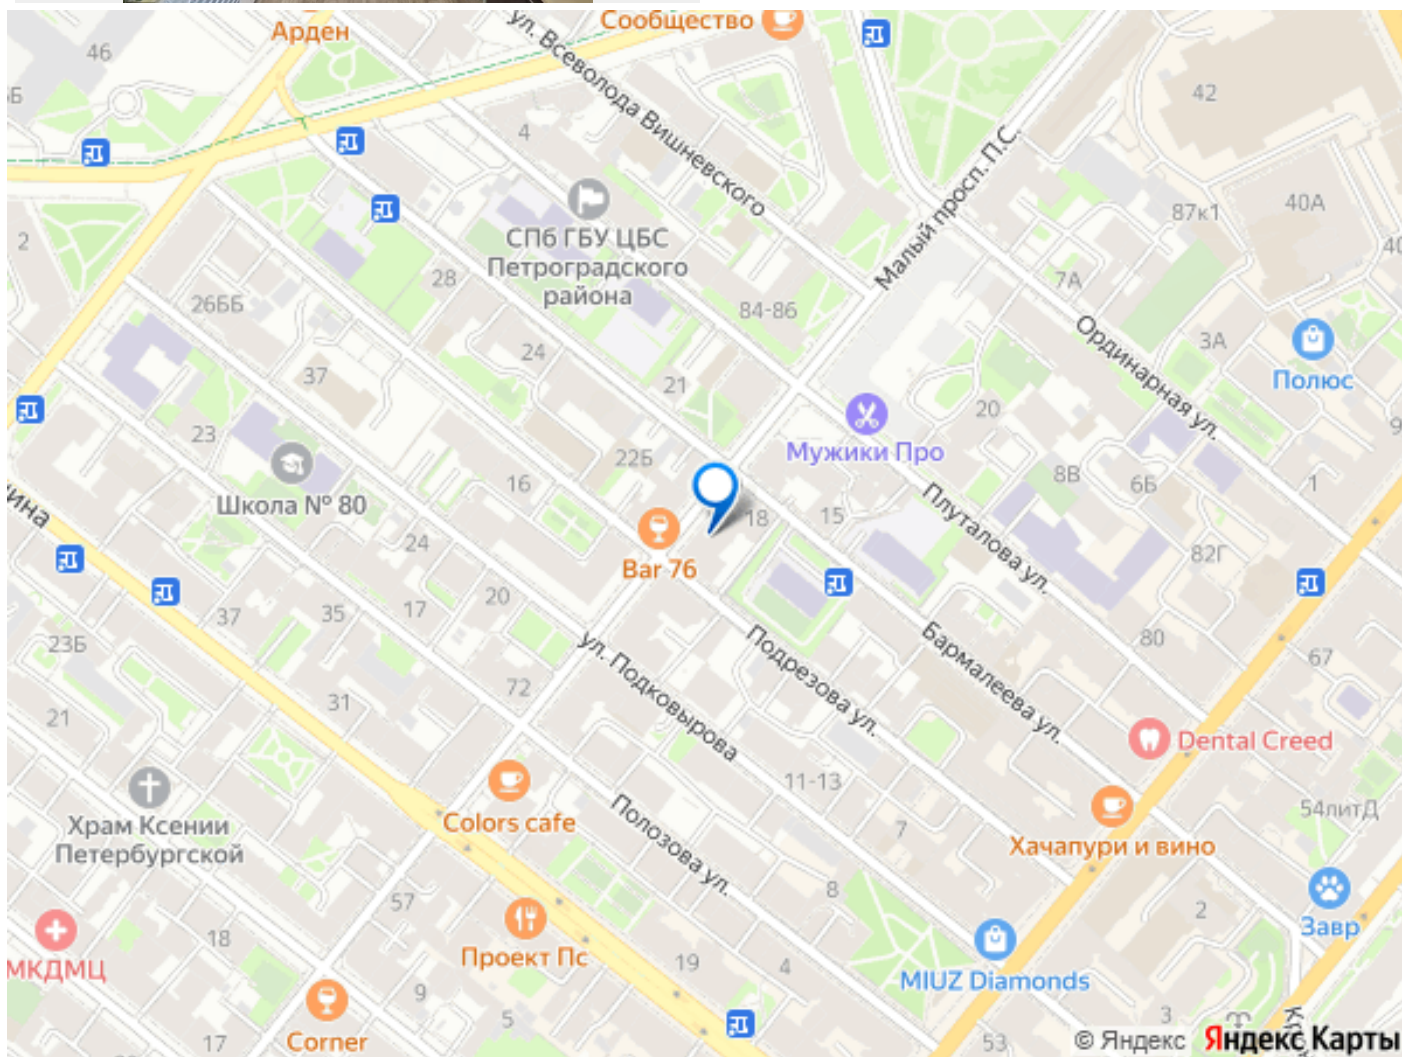 Арден
Сообщество
46
ул. Всеволода Вишневского
42
4
Малый просп. П.С.
87к1
40А
2
СПб ГБУ ЦБС
Петроградского
района
28
26ББ
84-86
7А
Ординарная ул.
3А
Полюс
24
37
21
20
Мужики Про
23
22Б
8В
6Б
1
Школа № 80
16
18
15
Плуталова ул.
Bar 76
24
82Г
20
17
35
37
23Б
ул. Подковырова
Подрезова ул.
Бармалеева ул.
80
67
72
31
21
Dental Creed
11-13
54литД
Храм Ксении
Петербургской
Colors cafe
Полозова ул.
7
Хачапури и вино
8
57
2
Завр
18
МКДМЦ
Проект Пс
19
4
MIUZ Diamonds
9
5
3
17
Corner
53
© Яндекс
Яндекс Карты